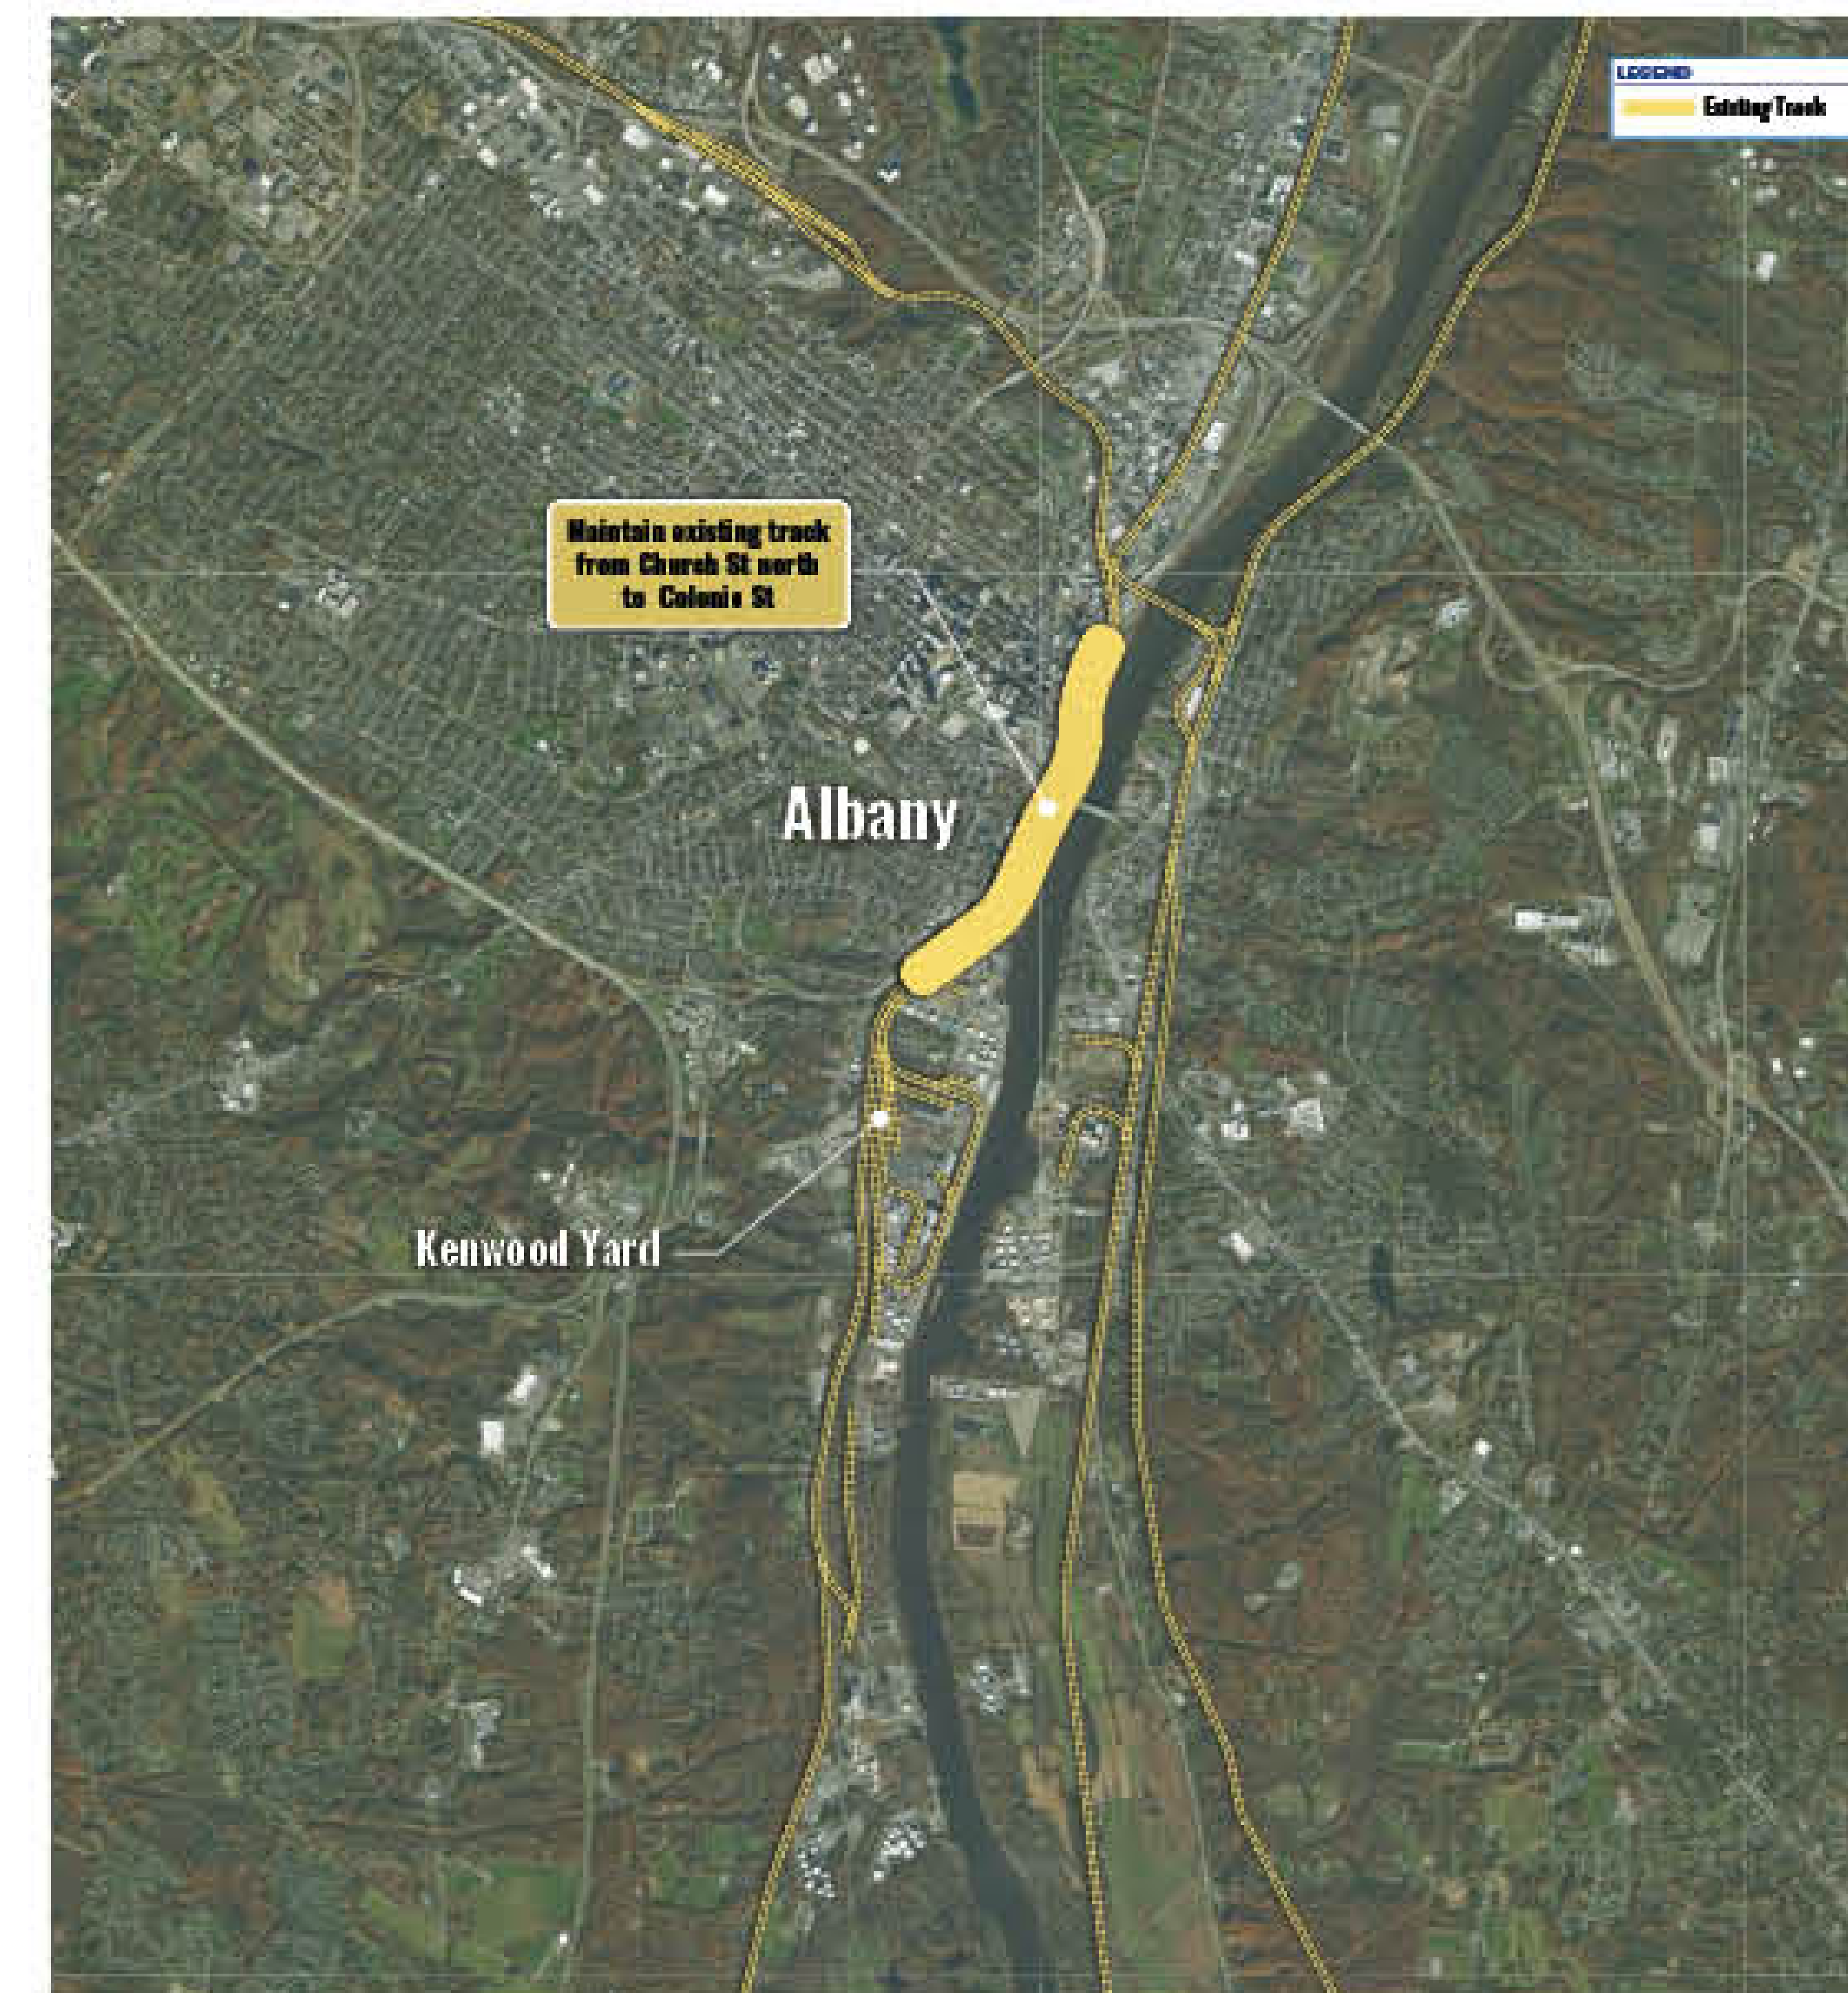 LEGEND
Existing Track
Maintain existing track
from Church St north
to Colonie St
Albany
Kenwood Yard